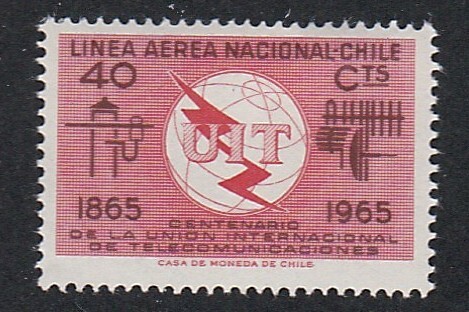 LINEA AEREA NACIONAL-CHILE
40 CTS
UIT
1865 1965
CENTENARIO
DE LA UNION INTERNACIONAL
DE TELECOMUNICACIONES
CASA DE MONEDA DE CHILE